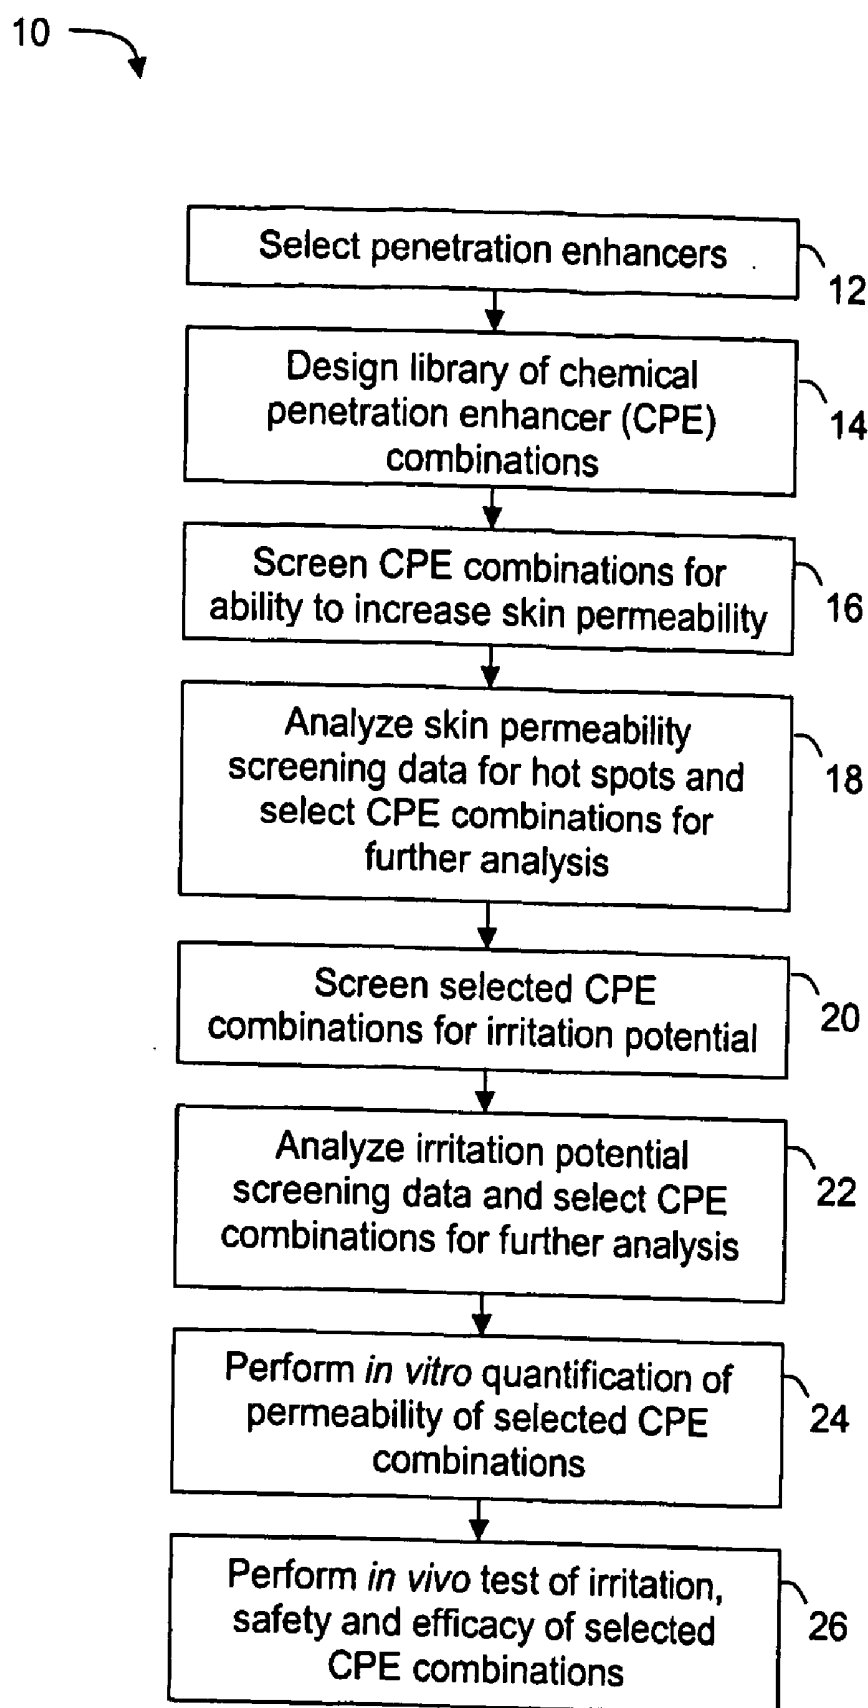 10
Select penetration enhancers
12
Design library of chemical
penetration enhancer (CPE)
combinations
14
Screen CPE combinations for
ability to increase skin permeability
16
Analyze skin permeability
screening data for hot spots and
select CPE combinations for
further analysis
18
Screen selected CPE
combinations for irritation potential
20
Analyze irritation potential
screening data and select CPE
combinations for further analysis
22
Perform in vitro quantification of
permeability of selected CPE
combinations
24
Perform in vivo test of irritation,
safety and efficacy of selected
CPE combinations
26